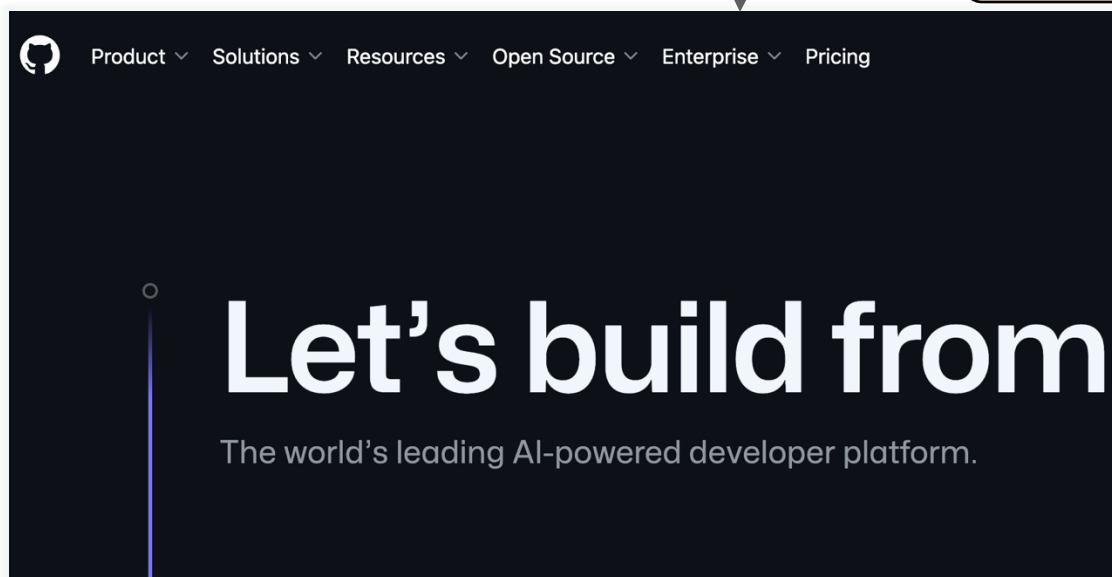 Product Solutions Resources Open Source Enterprise Pricing
Let’s build from
The world’s leading AI-powered developer platform.